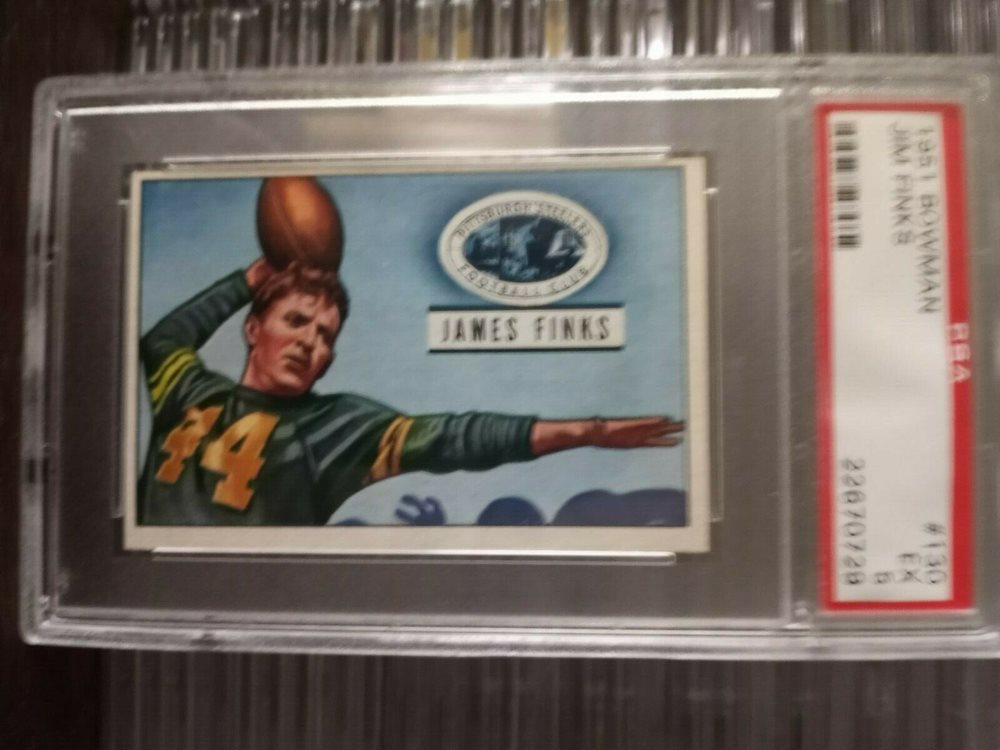 PITTSBURGH STEELERS
FOOTBALL CLUB
JAMES FINKS
44
1951 BOWMAN
#130
JIM FINKS
EX
5
22670728
PSA